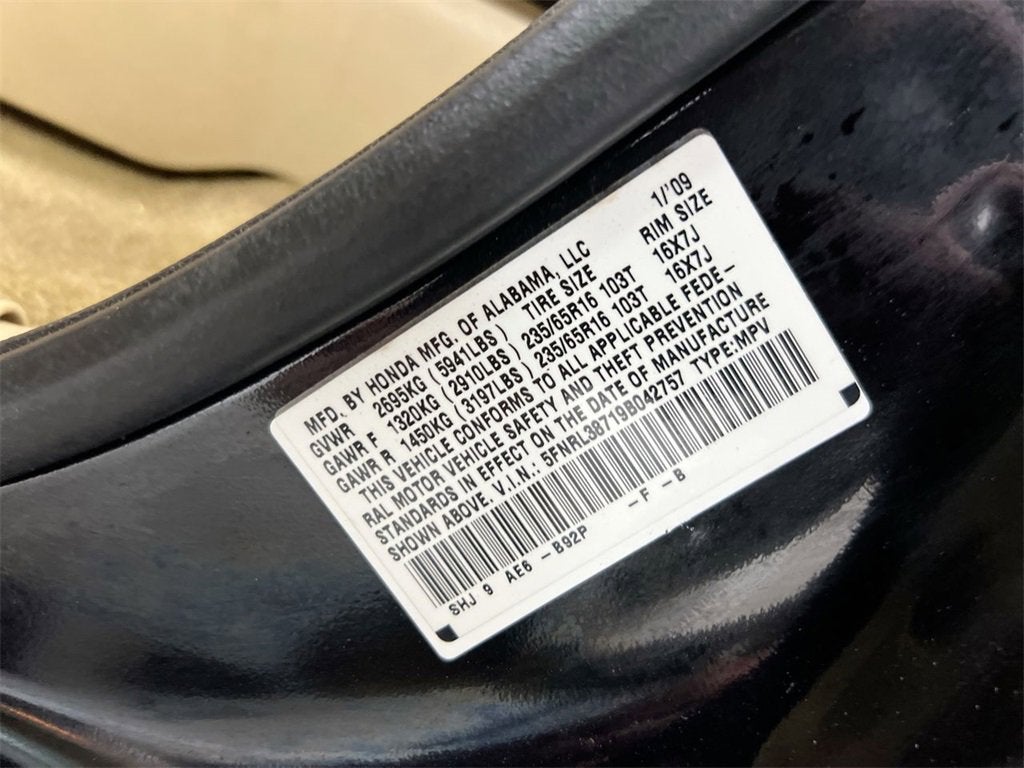 MFD. BY HONDA MFG. OF ALABAMA, LLC 1/'09
GVWR 2695KG (5941LBS) TIRE SIZE RIM SIZE
GAWR F 1320KG (2910LBS) 235/65R16 103T 16X7J
GAWR R 1450KG (3197LBS) 235/65R16 103T 16X7J
THIS VEHICLE CONFORMS TO ALL APPLICABLE FEDE-
RAL MOTOR VEHICLE SAFETY AND THEFT PREVENTION
STANDARDS IN EFFECT ON THE DATE OF MANUFACTURE
SHOWN ABOVE. V.I.N.: 5FNRL38719B042757 TYPE:MPV
SHJ 9 AE6 -B92P -F -B